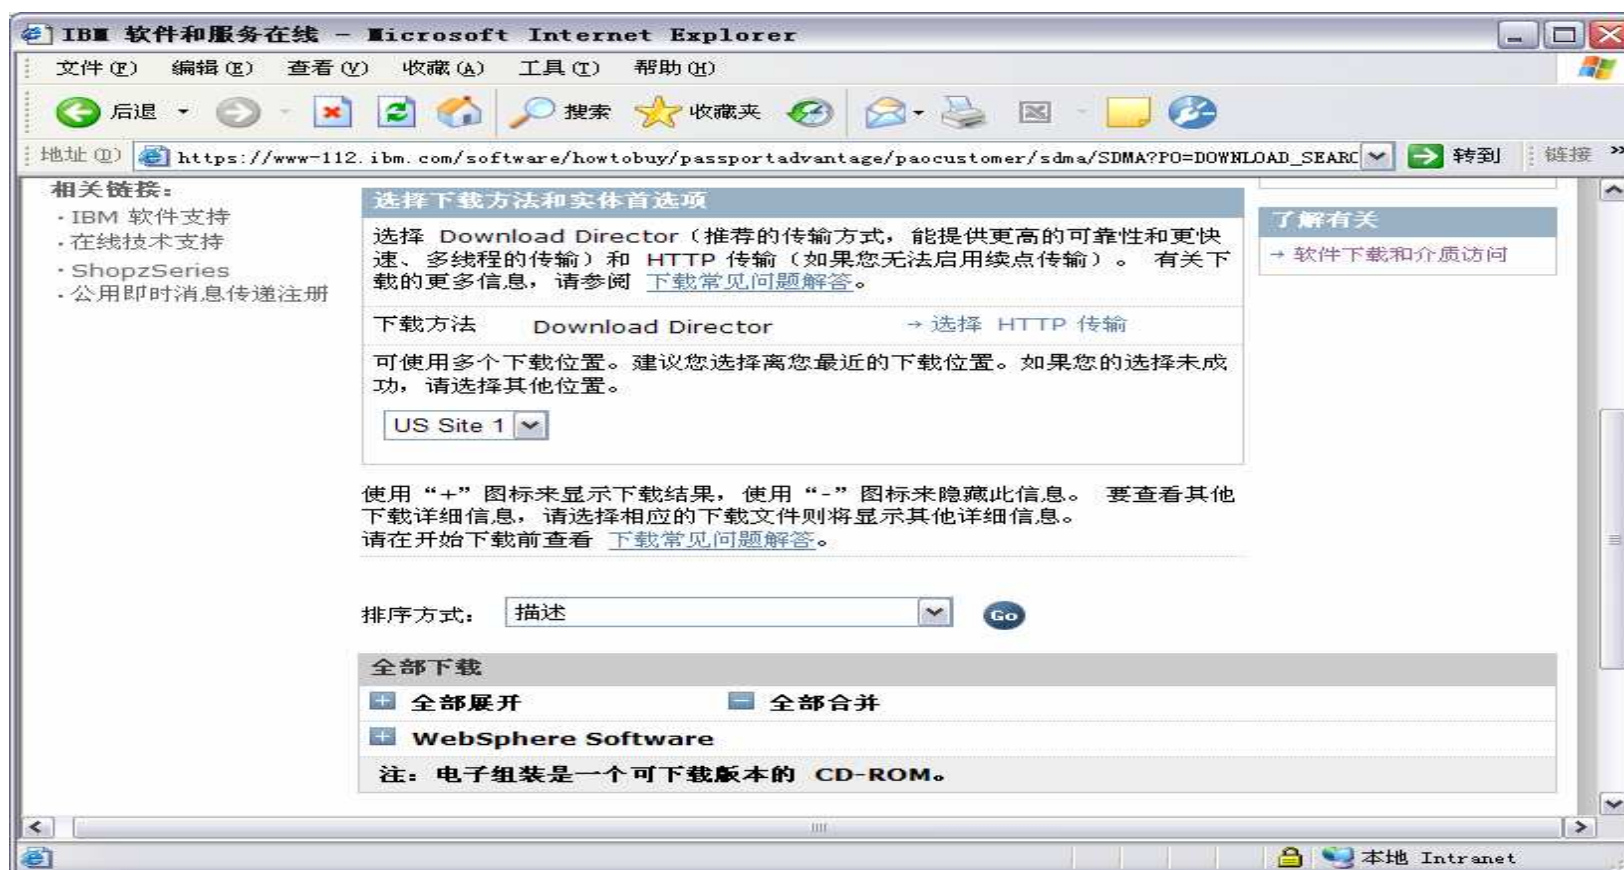 IBM 软件和服务在线 - Microsoft Internet Explorer
文件(F) 编辑(E) 查看(V) 收藏(A) 工具(T) 帮助(H)
后退 搜索 收藏夹
地址(D) https://www-112.ibm.com/software/howtobuy/passportadvantage/paocustomer/sdma/SDMA?PO=DOWNLOAD_SEARC 转到 链接 »
相关链接:
· IBM 软件支持
· 在线技术支持
· ShopzSeries
· 公用即时消息传递注册
选择下载方法和实体首选项
选择 Download Director（推荐的传输方式，能提供更高的可靠性和更快
速、多线程的传输）和 HTTP 传输（如果您无法启用续点传输）。 有关下
载的更多信息，请参阅 下载常见问题解答。
下载方法 Download Director → 选择 HTTP 传输
可使用多个下载位置。建议您选择离您最近的下载位置。如果您的选择未成
功，请选择其他位置。
US Site 1
了解有关
→ 软件下载和介质访问
使用“+”图标来显示下载结果，使用“-”图标来隐藏此信息。 要查看其他
下载详细信息，请选择相应的下载文件则将显示其他详细信息。
请在开始下载前查看 下载常见问题解答。
排序方式: 描述 Go
全部下载
全部展开 全部合并
WebSphere Software
注: 电子组装是一个可下载版本的 CD-ROM。
本地 Intranet